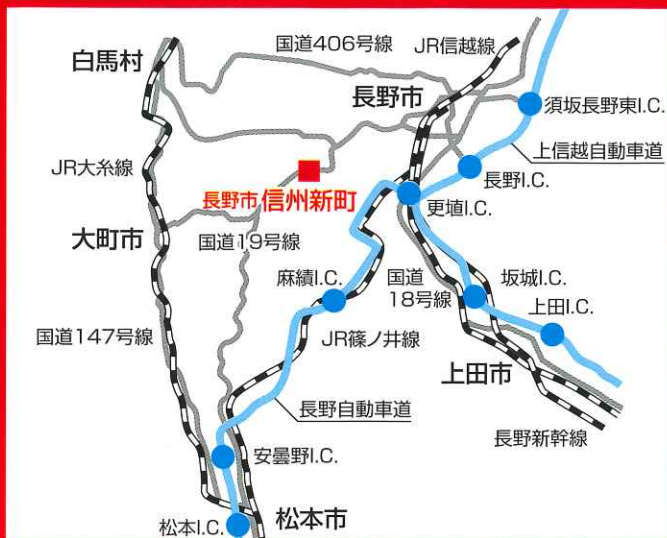 国道406号線
JR信越線
白馬村
長野市
須坂長野東I.C.
上信越自動車道
JR大糸線
長野I.C.
長野市 信州新町
更埴I.C.
大町市
国道19号線
麻績I.C.
国道
18号線
坂城I.C.
上田I.C.
国道147号線
JR篠ノ井線
上田市
長野自動車道
長野新幹線
安曇野I.C.
松本I.C.
松本市